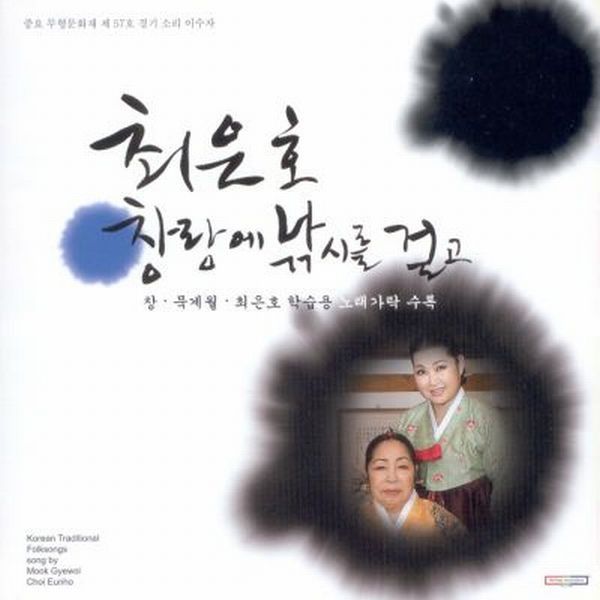 중요 무형문화재 제 57호 경기 소리 이수자
최은호
창랑에 낚시를 걸고
창 · 묵계월 · 최은호 학습용 노래가락 수록
Korean Traditional
Folksongs
song by
Mook Gyewol
Choi Eunho